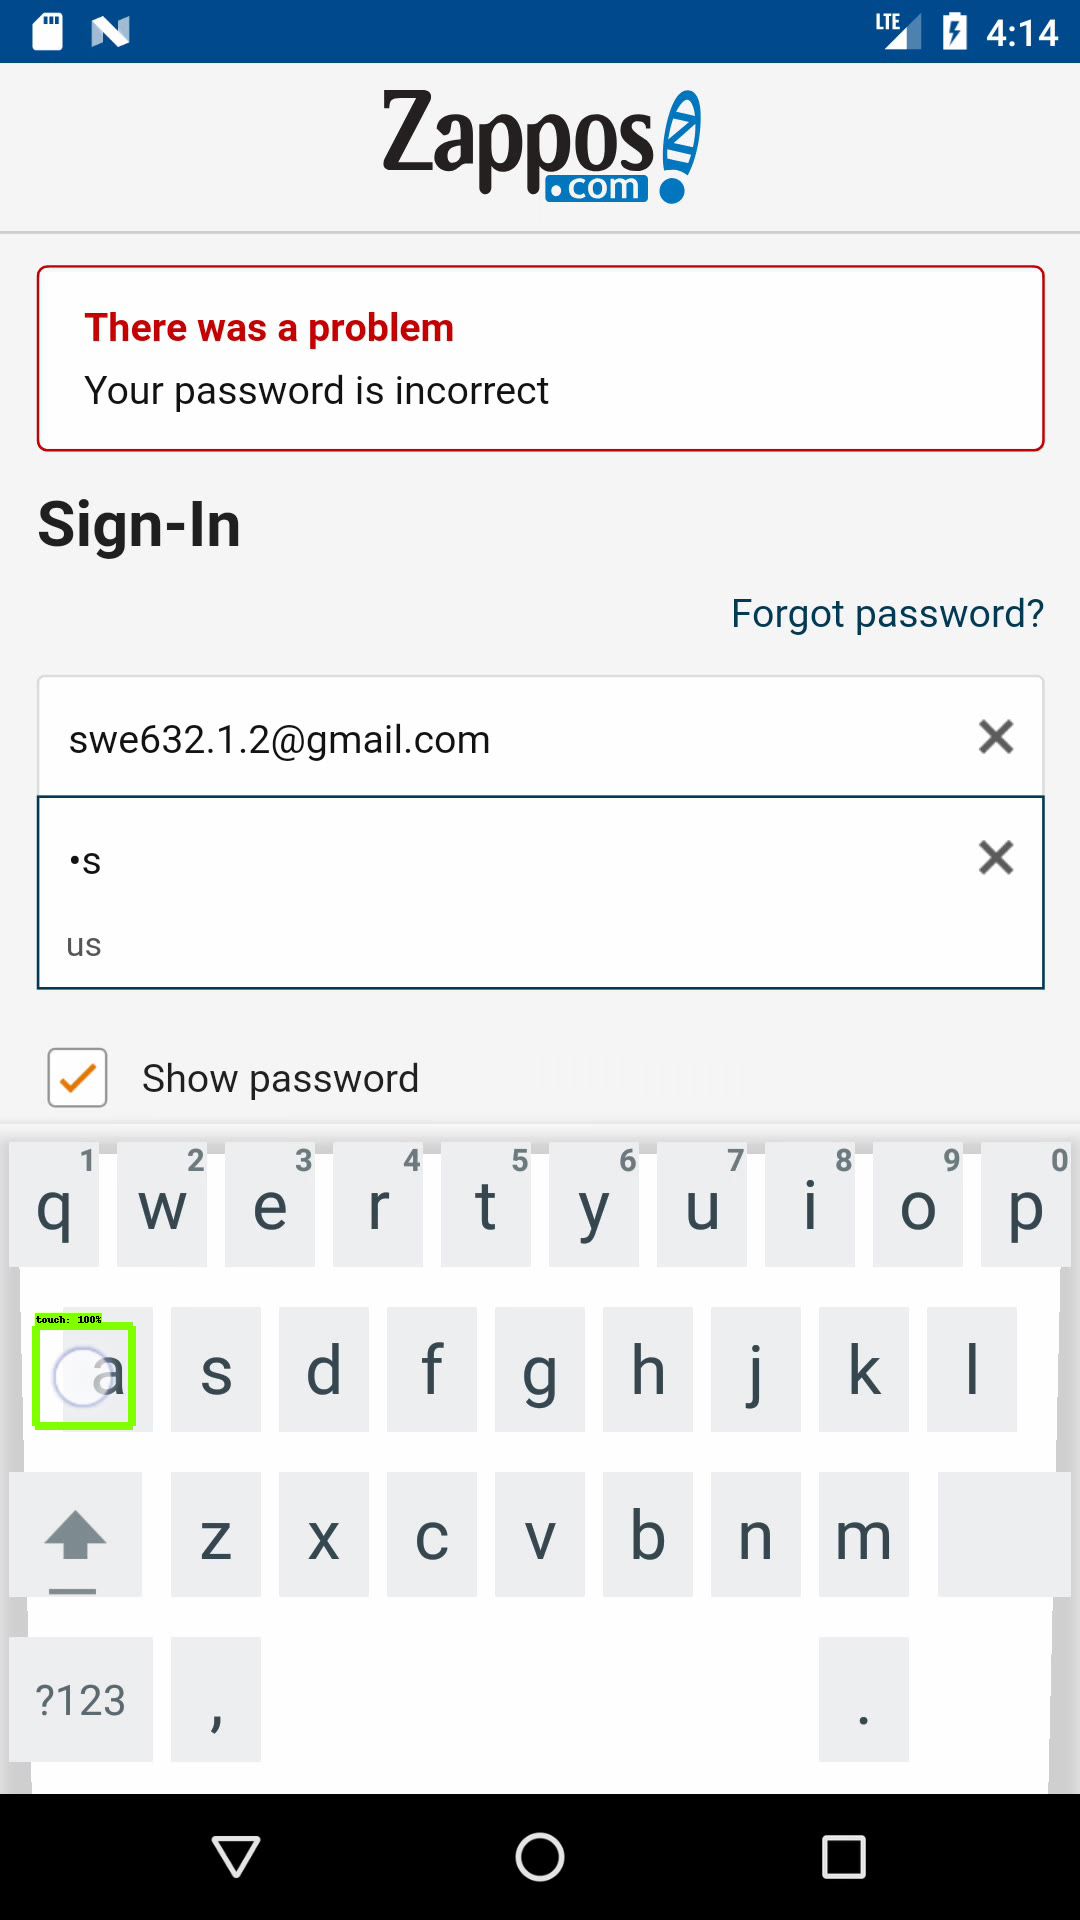 LTE 4:14
Zappos
.com
There was a problem
Your password is incorrect
Sign-In
Forgot password?
swe632.1.2@gmail.com
•s
us
Show password
1 2 3 4 5 6 7 8 9 0
q w e r t y u i o p
touch: 100%
a s d f g h j k l
z x c v b n m
?123 , .